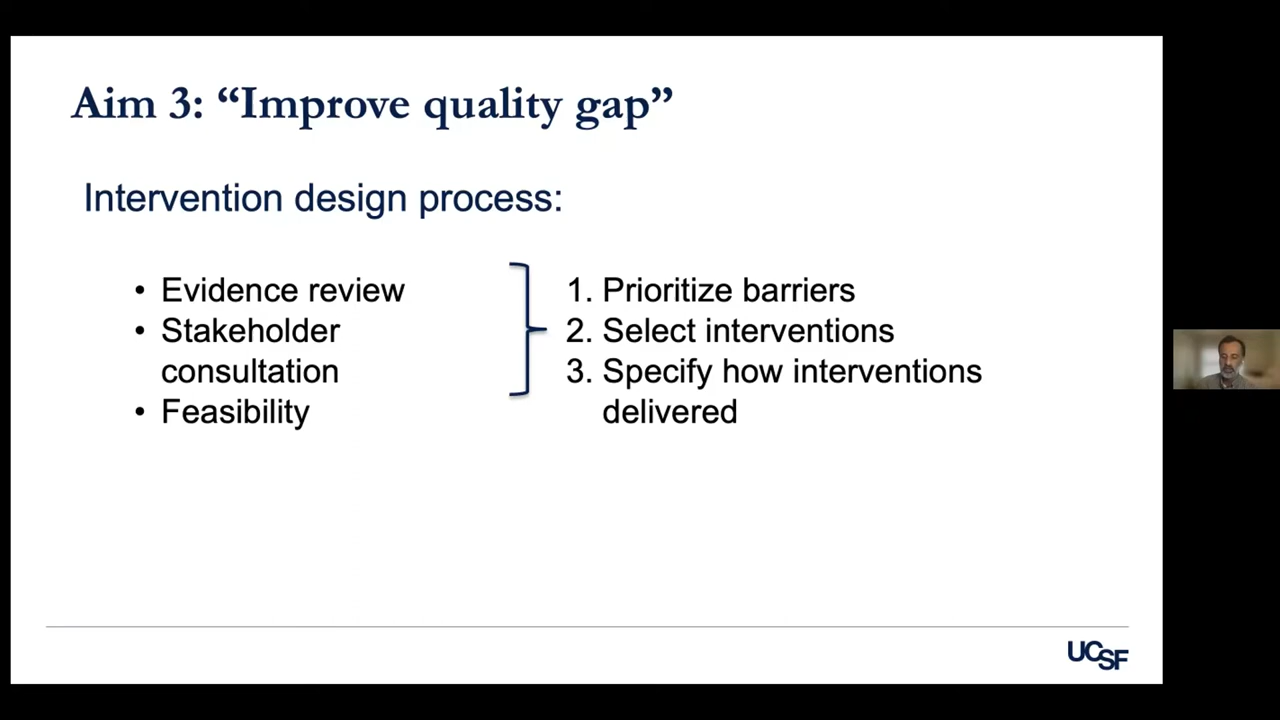 Aim 3: “Improve quality gap”
Intervention design process:
• Evidence review
• Stakeholder
consultation
• Feasibility
1. Prioritize barriers
2. Select interventions
3. Specify how interventions
delivered
UCSF